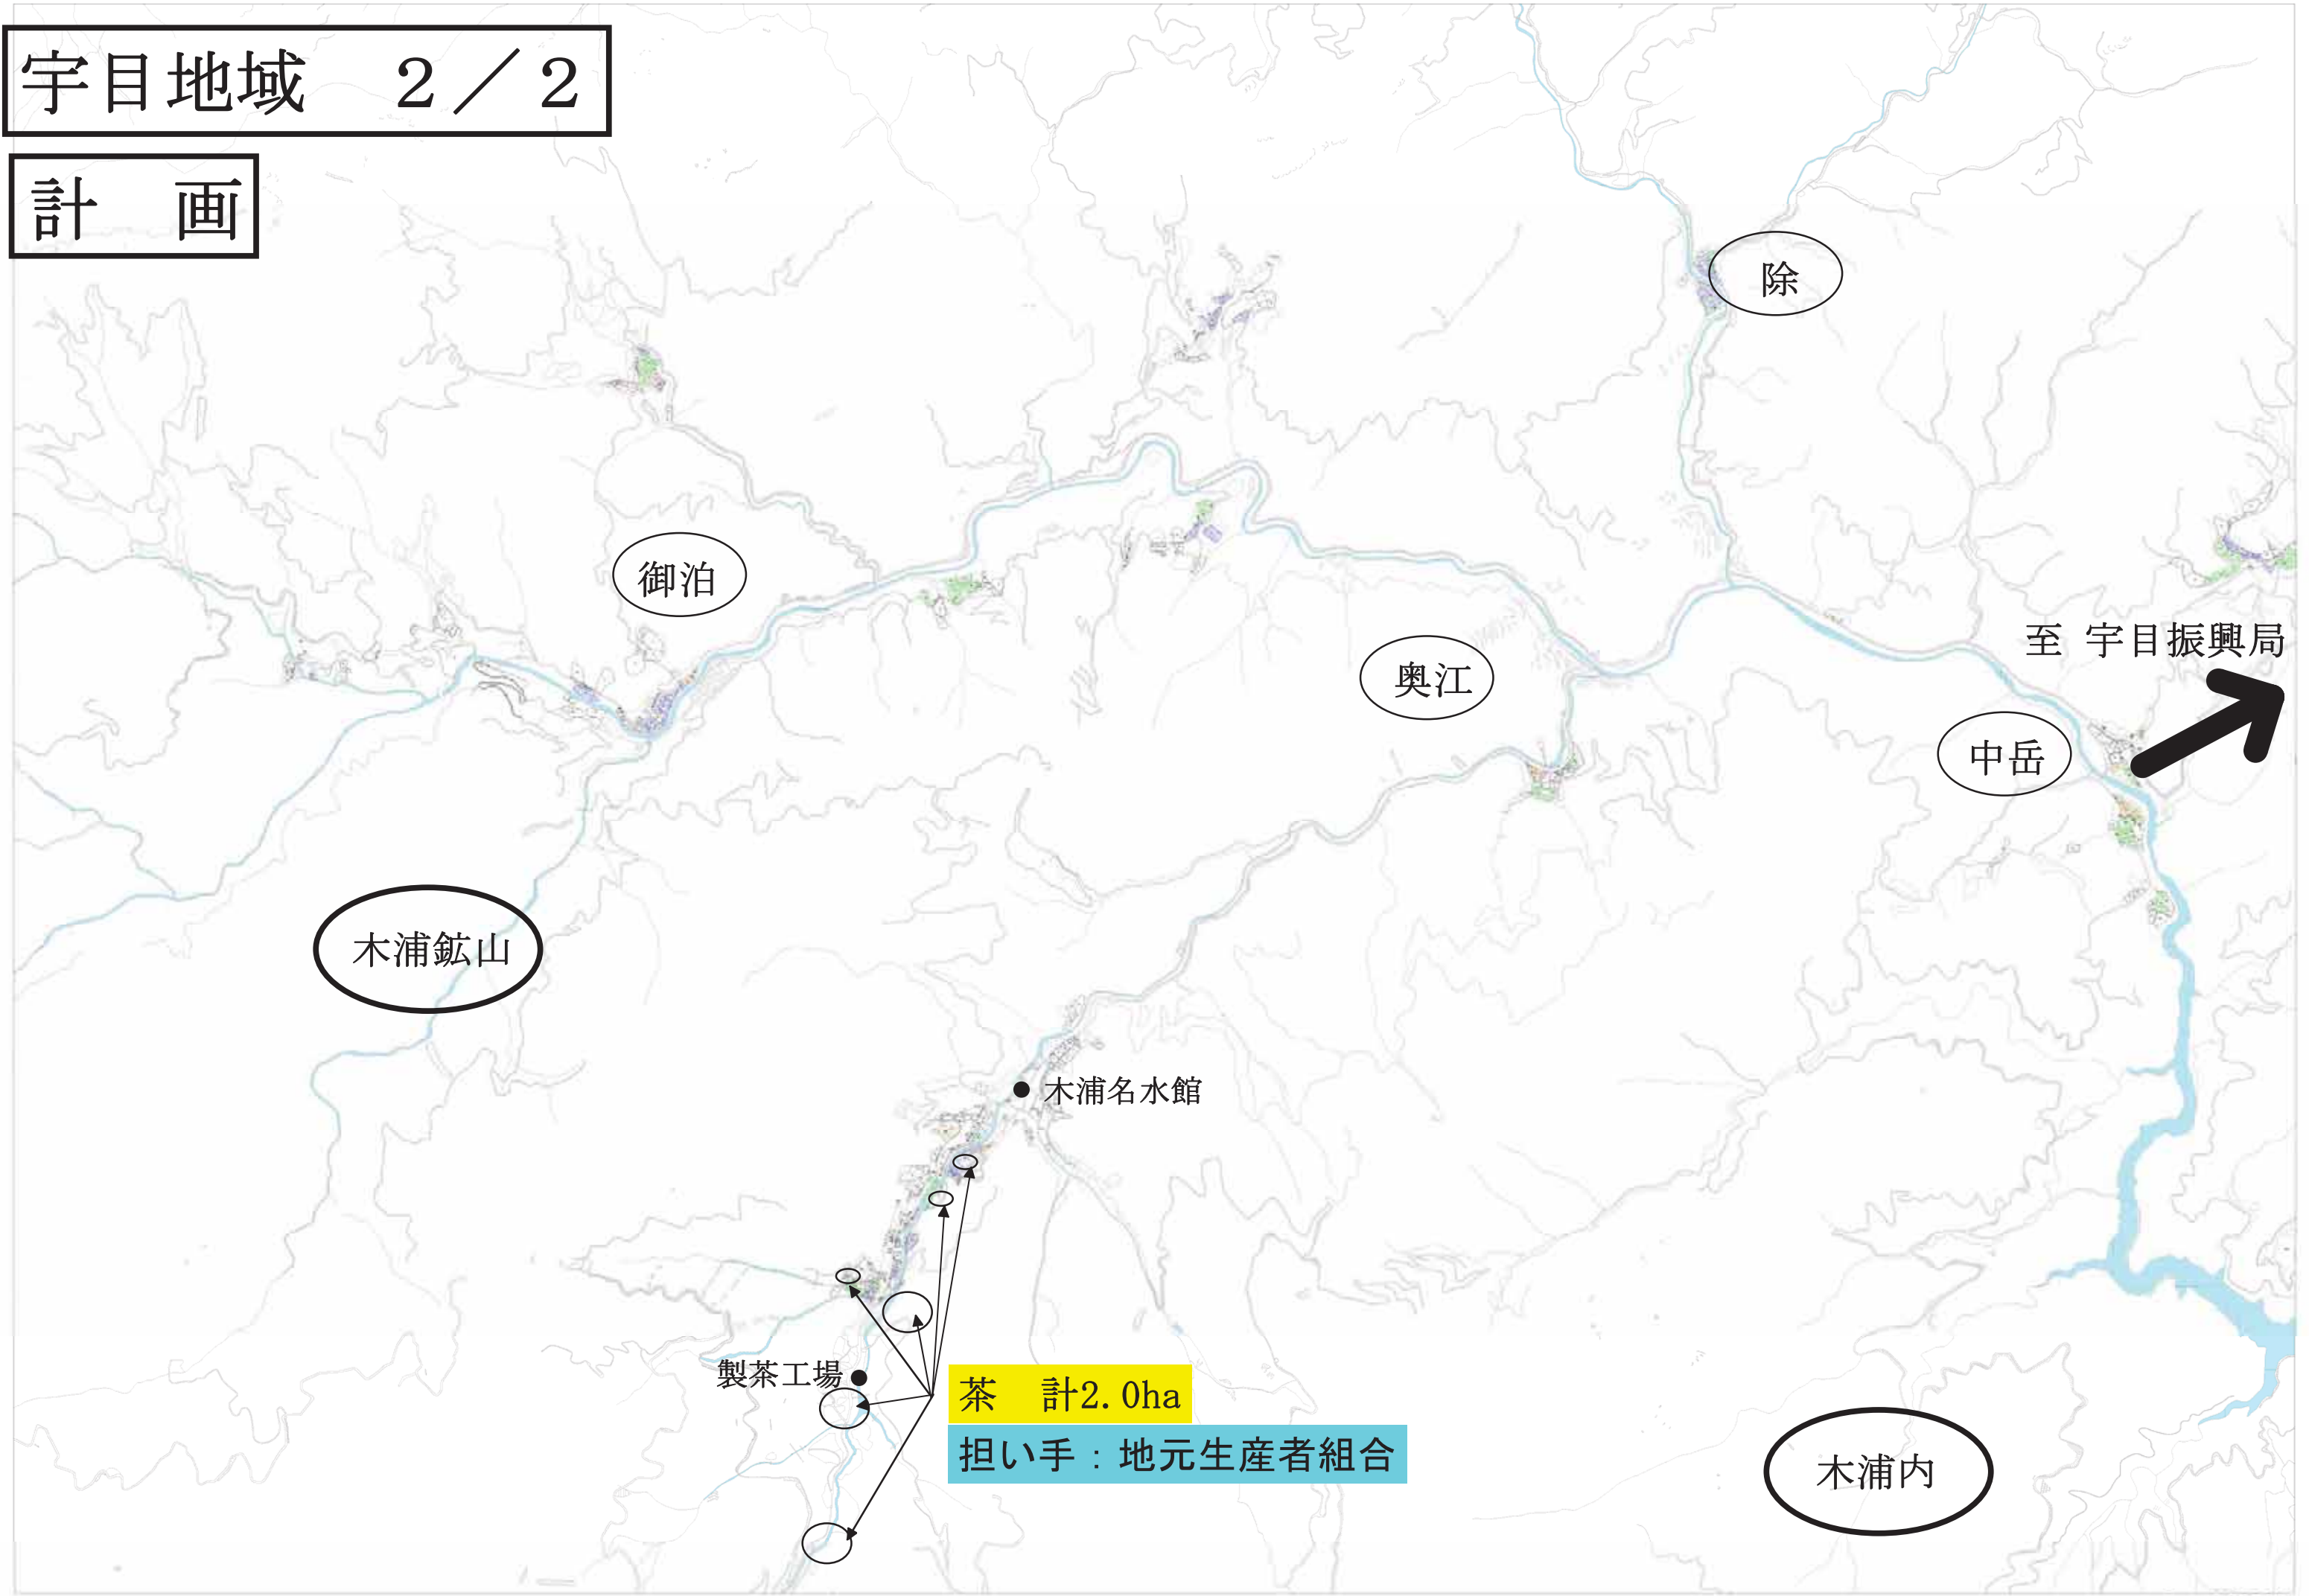 宇目地域　２／２
計　画
除
御泊
至 宇目振興局
奥江
中岳
木浦鉱山
木浦名水館
製茶工場
茶　計2.0ha
担い手：地元生産者組合
木浦内